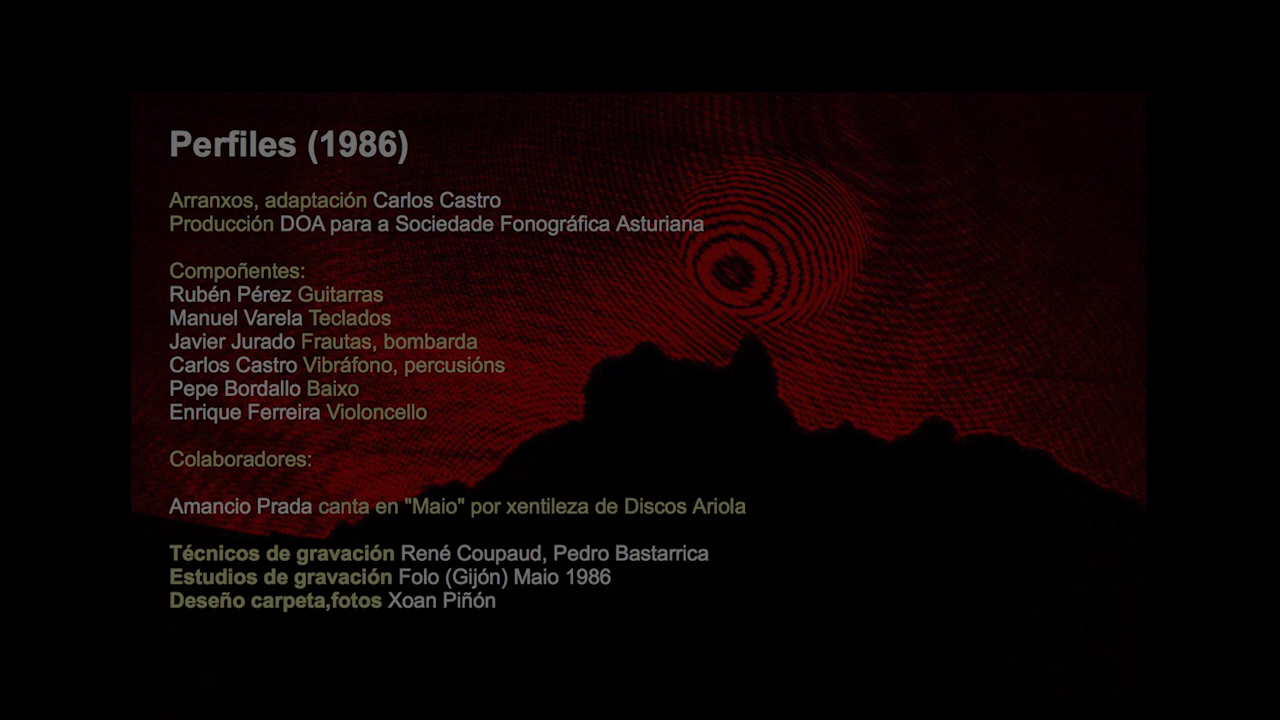 Perfiles (1986)
Arranxos, adaptación Carlos Castro
Producción DOA para a Sociedade Fonográfica Asturiana
Compoñentes:
Rubén Pérez Guitarras
Manuel Varela Teclados
Javier Jurado Frautas, bombarda
Carlos Castro Vibráfono, percusións
Pepe Bordallo Baixo
Enrique Ferreira Violoncello
Colaboradores:
Amancio Prada canta en "Maio" por xentileza de Discos Ariola
Técnicos de gravación René Coupaud, Pedro Bastarrica
Estudios de gravación Folo (Gijón) Maio 1986
Deseño carpeta,fotos Xoan Piñón